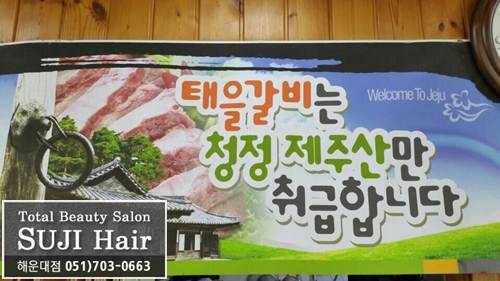 태을갈비는
Welcome To Jeju
청정 제주산만
취급합니다
Total Beauty Salon
SUJI Hair
해운대점 051)703-0663